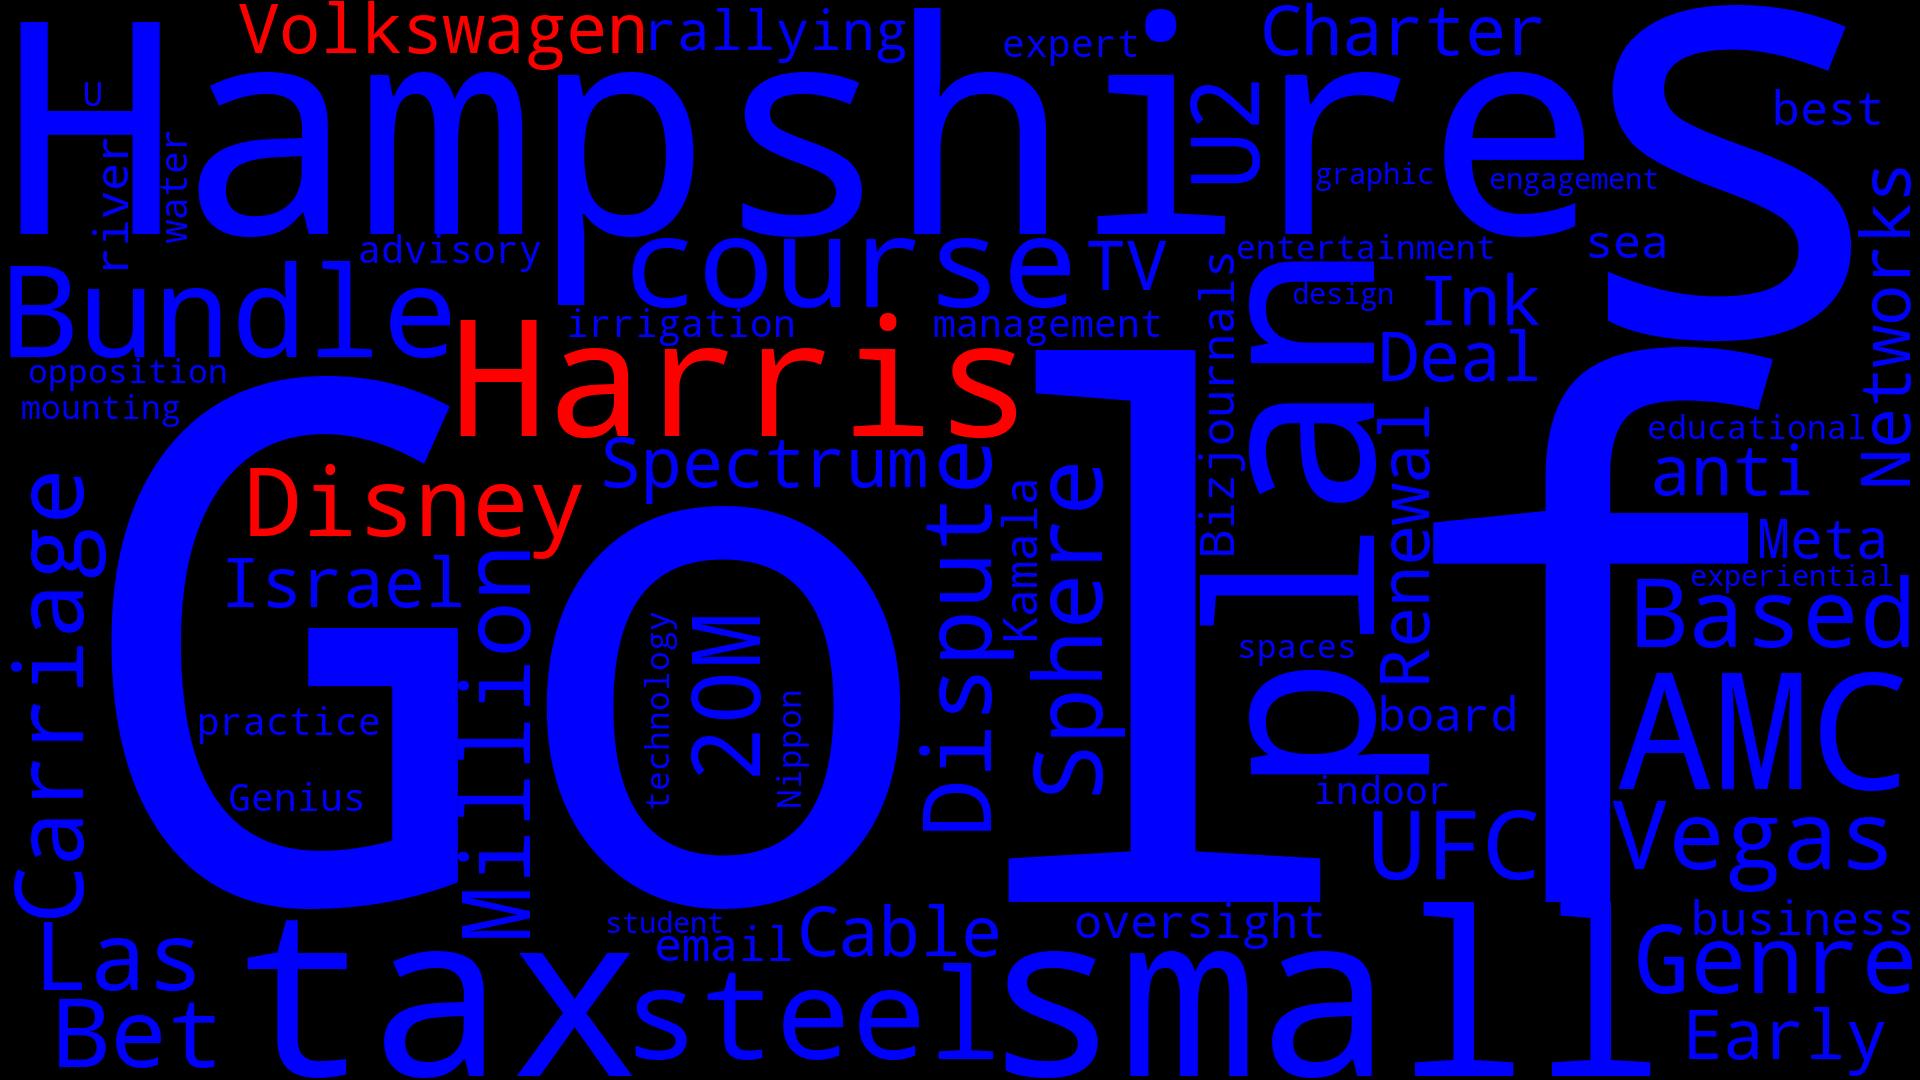 Volkswagen
rallying
expert
Charter
S
Hampshire
U
U2
best
river
water
graphic
engagement
Networks
advisory
course
TV
entertainment
sea
Bundle
Bizjournals
design
Ink
irrigation
management
Harris
plan
Deal
opposition
mounting
Golf
Renewal
educational
Spectrum
anti
Disney
Carriage
Dispute
Kamala
Sphere
Meta
Israel
Million
experiential
Based
technology
20M
Nippon
spaces
AMC
practice
board
Genius
indoor
UFC
Vegas
student
email
Cable
oversight
business
Las
tax
steel
small
Genre
Bet
Early